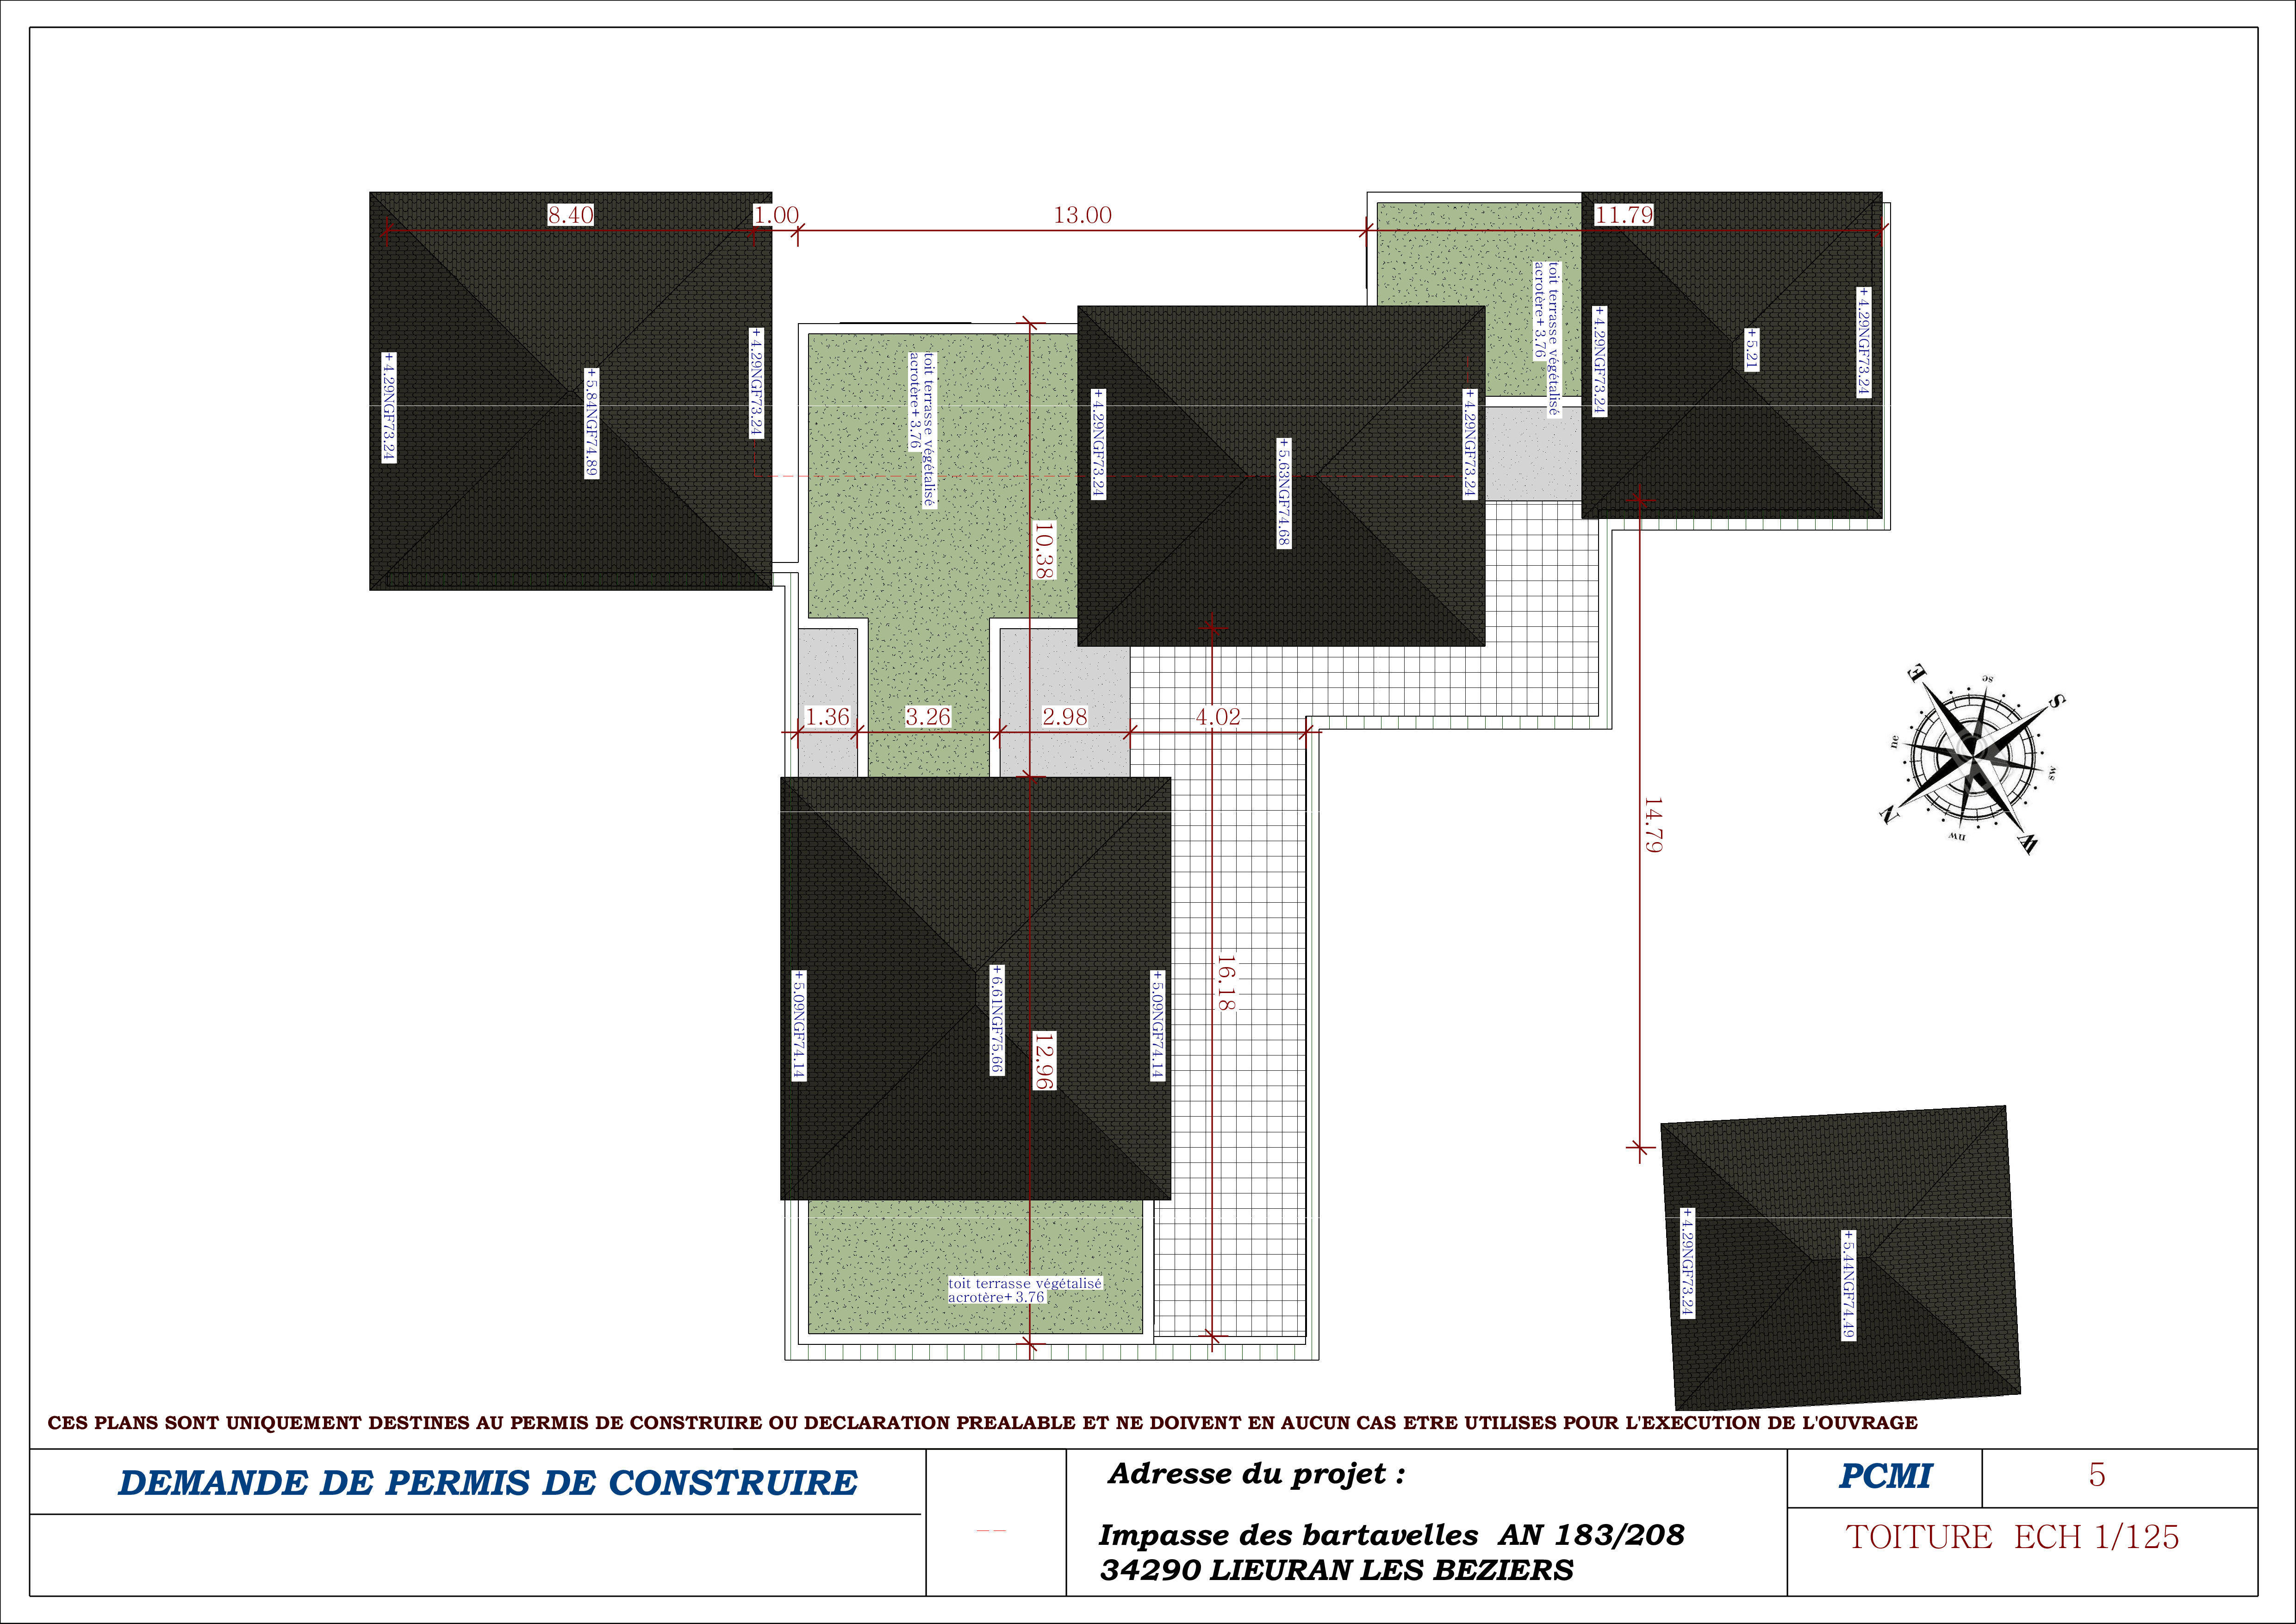 8.40
1.00
13.00
11.79
toit terrasse végétalisé
acrotère+3.76
+4.29NGF73.24
+5.21
+4.29NGF73.24
+4.29NGF73.24
+5.84NGF74.89
+4.29NGF73.24
toit terrasse végétalisé
acrotère+3.76
+4.29NGF73.24
+5.63NGF74.68
+4.29NGF73.24
10.38
1.36
3.26
2.98
4.02
14.79
E
se
S
ne
sw
N
nw
W
+5.09NGF74.14
+6.61NGF75.66
12.96
+5.09NGF74.14
16.18
+4.29NGF73.24
+5.44NGF74.49
toit terrasse végétalisé
acrotère+3.76
CES PLANS SONT UNIQUEMENT DESTINES AU PERMIS DE CONSTRUIRE OU DECLARATION PREALABLE ET NE DOIVENT EN AUCUN CAS ETRE UTILISES POUR L'EXECUTION DE L'OUVRAGE
DEMANDE DE PERMIS DE CONSTRUIRE
Adresse du projet :
Impasse des bartavelles AN 183/208
34290 LIEURAN LES BEZIERS
PCMI
5
TOITURE ECH 1/125